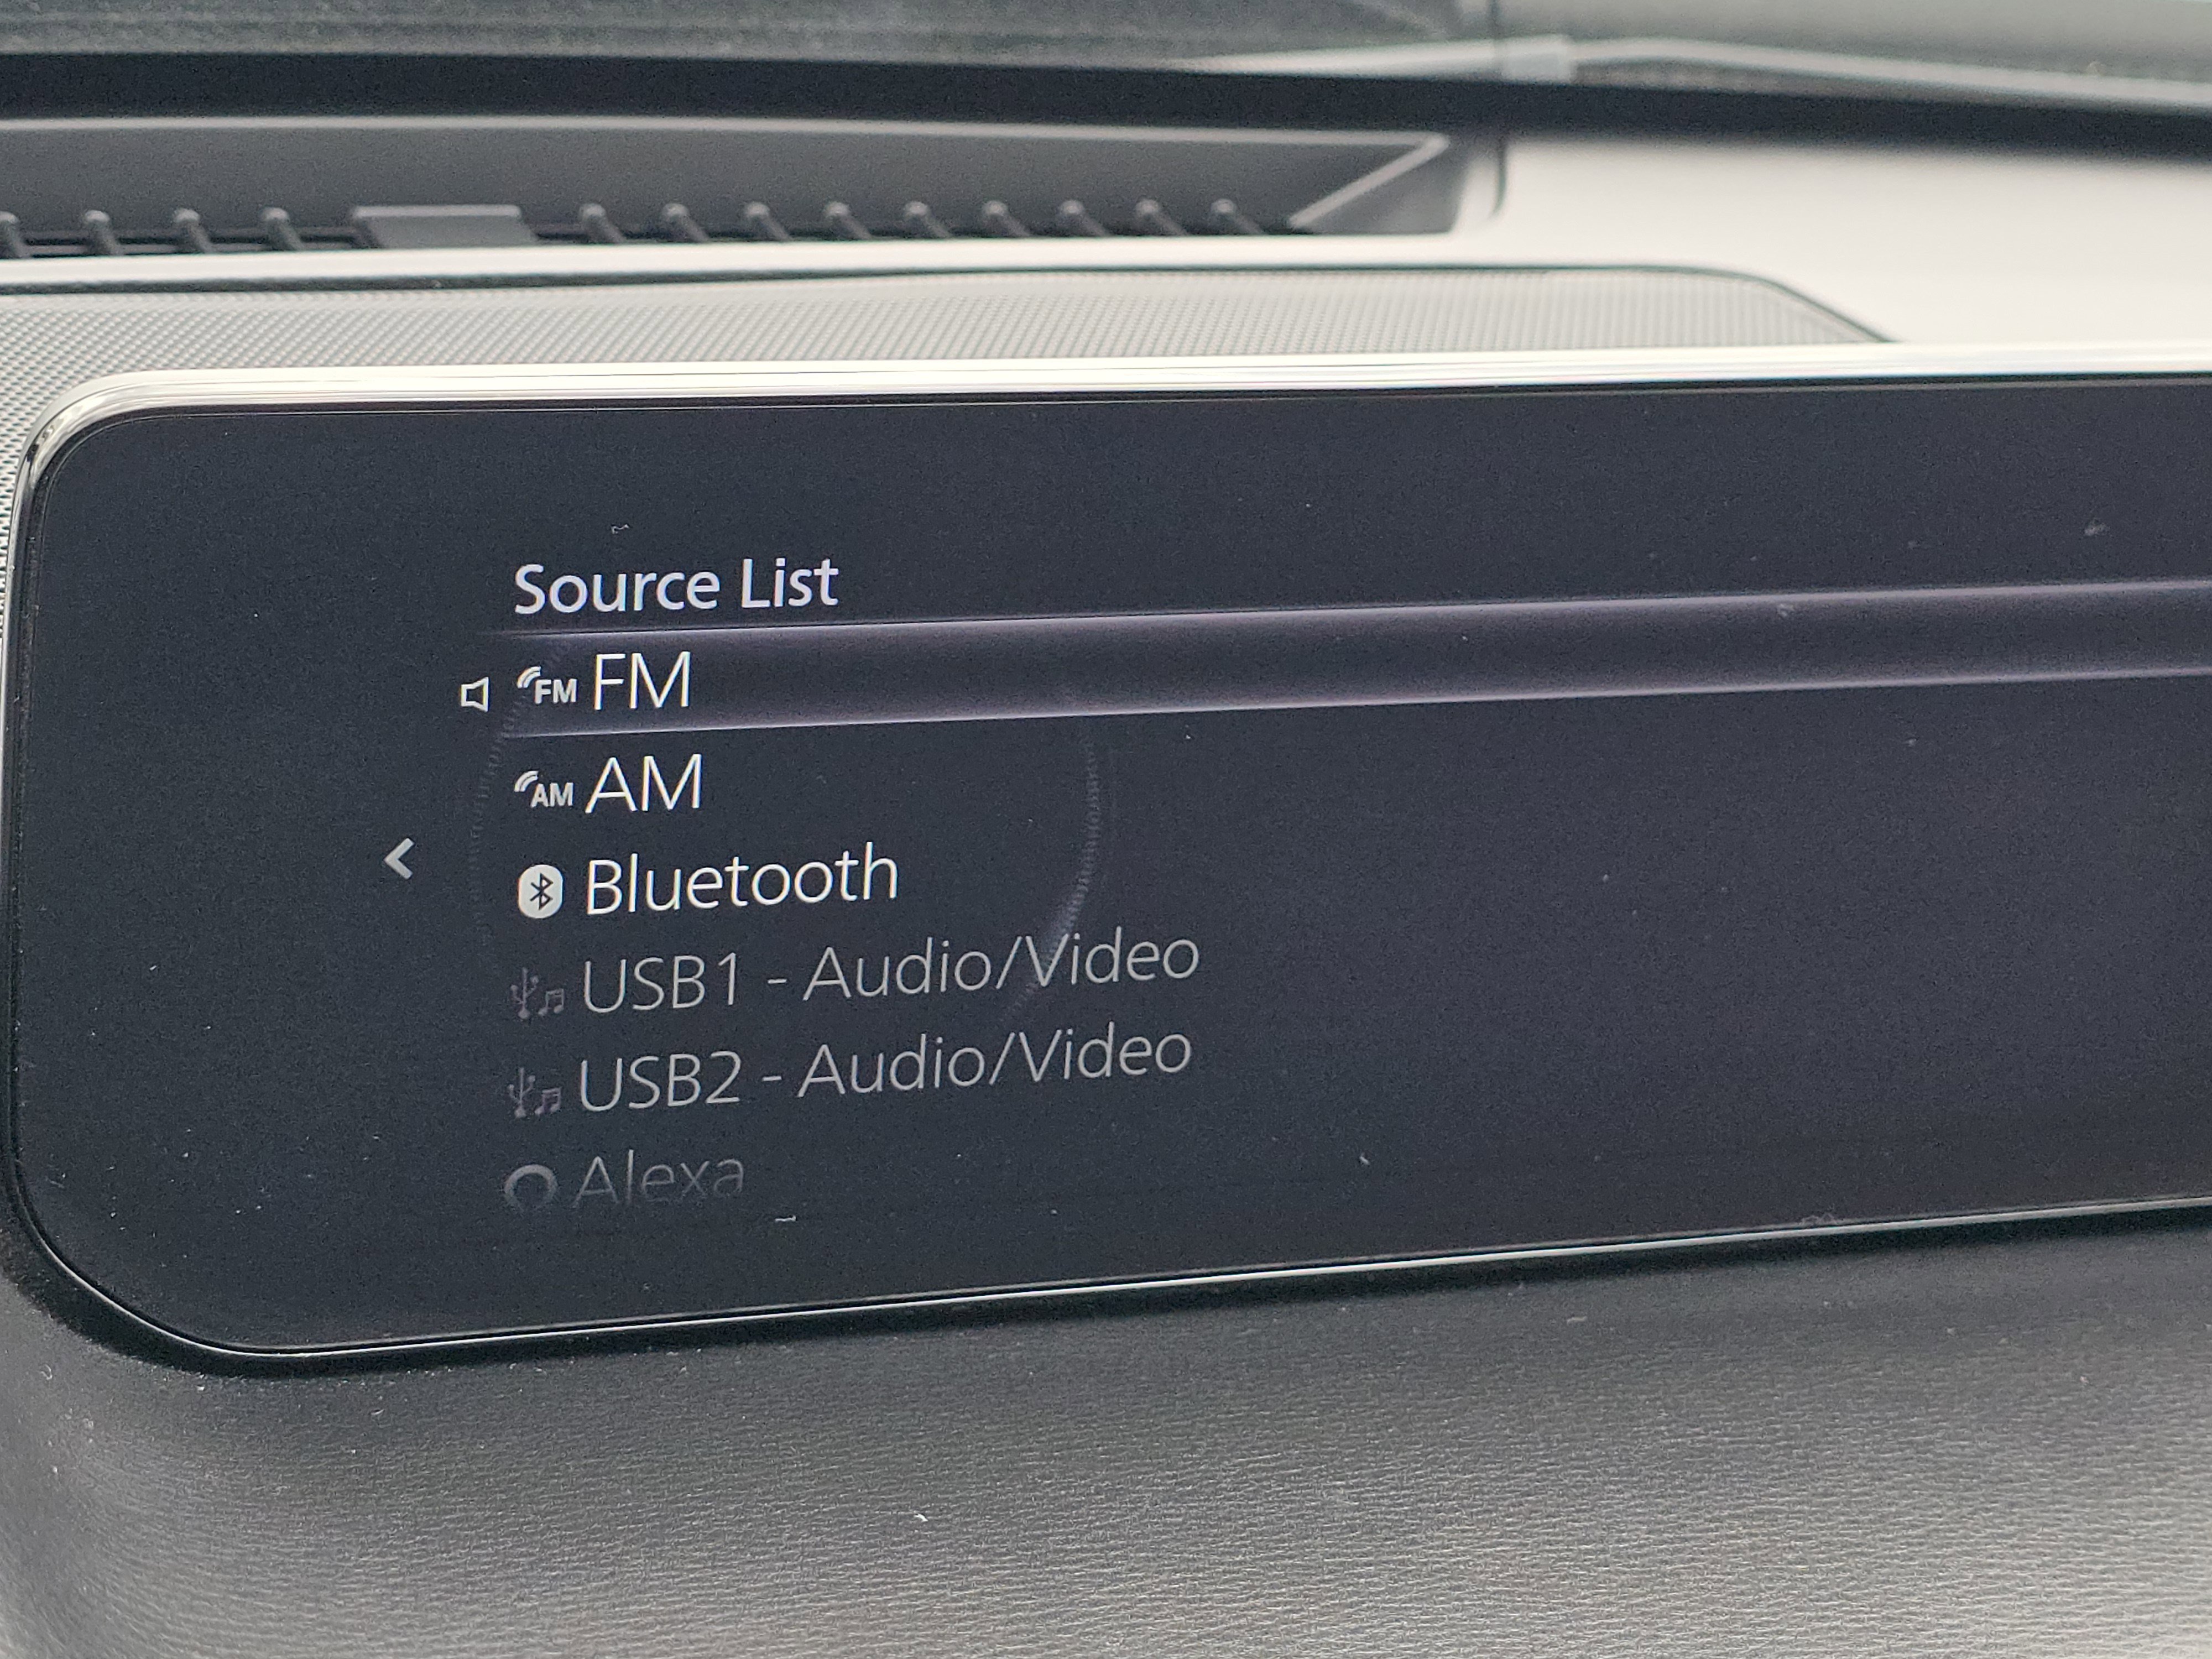 Source List
FM FM
AM AM
Bluetooth
USB1 - Audio/Video
USB2 - Audio/Video
Alexa